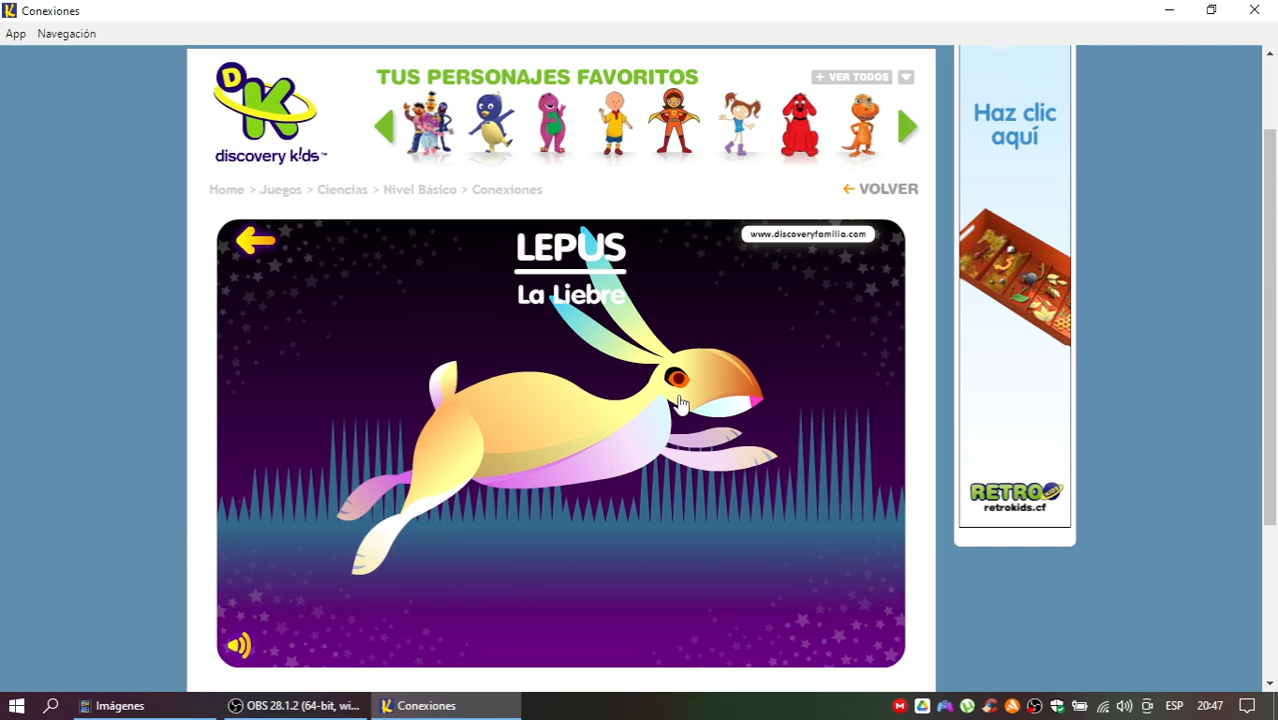 Conexiones
App Navegación
D
K
discovery k!ds™
TUS PERSONAJES FAVORITOS
+ VER TODOS
Home > Juegos > Ciencias > Nivel Básico > Conexiones
VOLVER
LEPUS
La Liebre
www.discoveryfamilia.com
Haz clic
aquí
RETRO
retrokids.cf
Imágenes
OBS 28.1.2 (64-bit, wi...
Conexiones
ESP
20:47